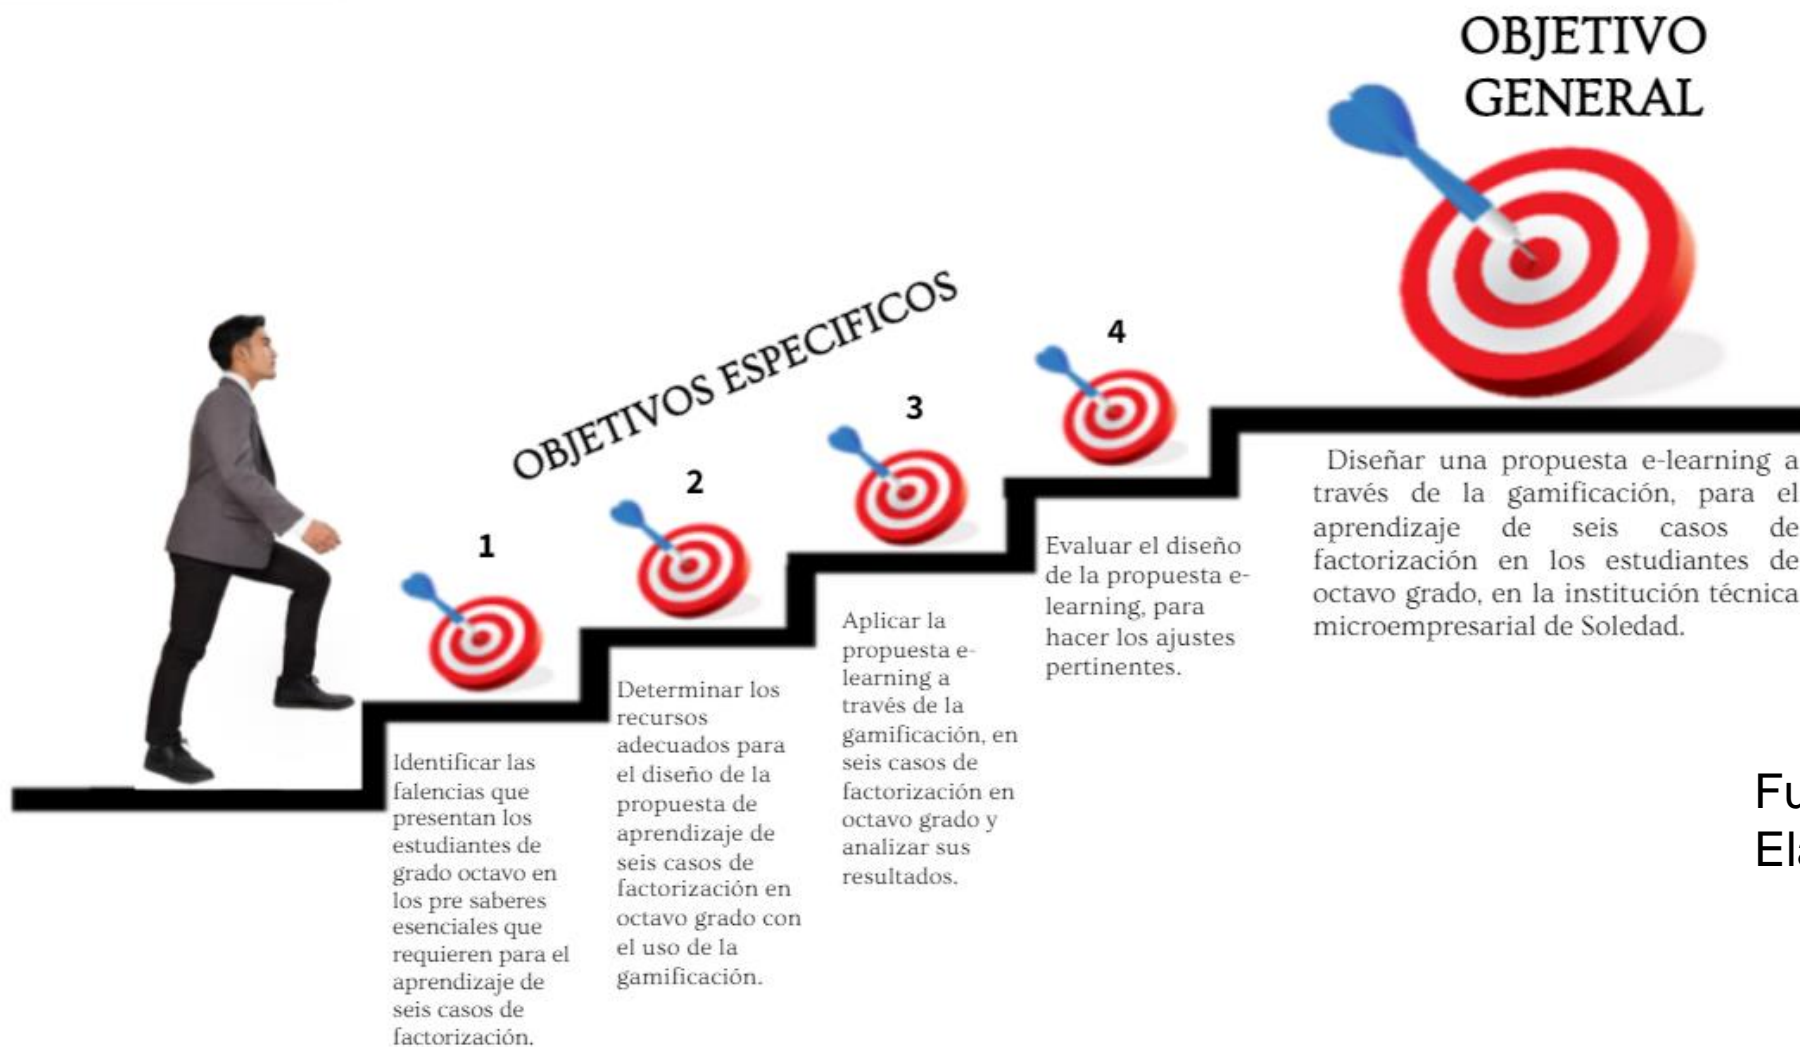 OBJETIVO
GENERAL
OBJETIVOS ESPECIFICOS
1
2
3
4
Identificar las
falencias que
presentan los
estudiantes de
grado octavo en
los pre saberes
esenciales que
requieren para el
aprendizaje de
seis casos de
factorización.
Determinar los
recursos
adecuados para
el diseño de la
propuesta de
aprendizaje de
seis casos de
factorización en
octavo grado con
el uso de la
gamificación.
Aplicar la
propuesta e-
learning a
través de la
gamificación, en
seis casos de
factorización en
octavo grado y
analizar sus
resultados.
Evaluar el diseño
de la propuesta e-
learning, para
hacer los ajustes
pertinentes.
Diseñar una propuesta e-learning a
través de la gamificación, para el
aprendizaje de seis casos de
factorización en los estudiantes de
octavo grado, en la institución técnica
microempresarial de Soledad.